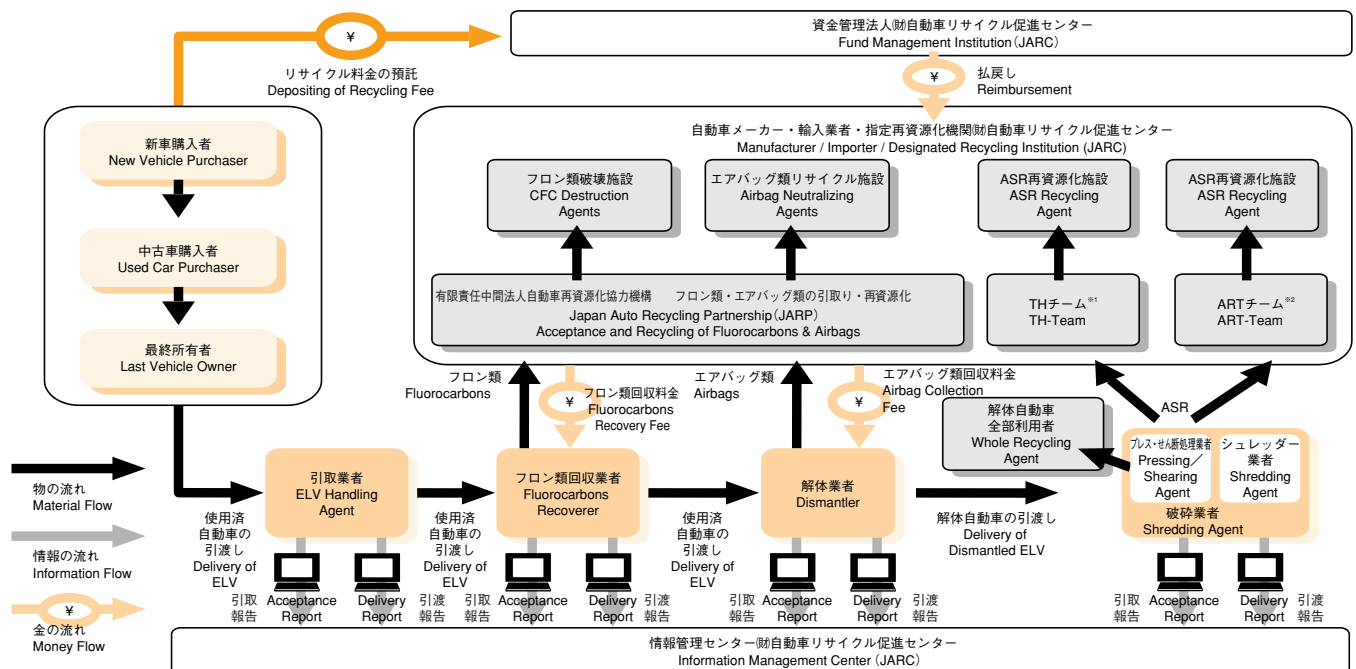 資金管理法人㈶自動車リサイクル促進センター
Fund Management Institution (JARC)
¥
リサイクル料金の預託
Depositing of Recycling Fee
¥
払戻し
Reimbursement
新車購入者
New Vehicle Purchaser
中古車購入者
Used Car Purchaser
最終所有者
Last Vehicle Owner
自動車メーカー・輸入業者・指定再資源化機関㈶自動車リサイクル促進センター
Manufacturer / Importer / Designated Recycling Institution (JARC)
フロン類破壊施設
CFC Destruction
Agents
エアバッグ類リサイクル施設
Airbag Neutralizing
Agents
ASR再資源化施設
ASR Recycling
Agent
ASR再資源化施設
ASR Recycling
Agent
有限責任中間法人自動車再資源化協力機構 フロン類・エアバッグ類の引取り・再資源化
Japan Auto Recycling Partnership (JARP)
Acceptance and Recycling of Fluorocarbons & Airbags
THチーム※1
TH-Team
ARTチーム※2
ART-Team
フロン類
Fluorocarbons
¥
フロン類回収料金
Fluorocarbons
Recovery Fee
エアバッグ類
Airbags
¥
エアバッグ類回収料金
Airbag Collection
Fee
ASR
解体自動車
全部利用者
Whole Recycling
Agent
プレス・せん断処理業者
Pressing／
Shearing
Agent
シュレッダー
業者
Shredding
Agent
破砕業者
Shredding Agent
引取業者
ELV Handling
Agent
フロン類回収業者
Fluorocarbons
Recoverer
解体業者
Dismantler
使用済
自動車の
引渡し
Delivery of
ELV
使用済
自動車の
引渡し
Delivery of
ELV
使用済
自動車の
引渡し
Delivery of
ELV
解体自動車の引渡し
Delivery of
Dismantled ELV
物の流れ
Material Flow
情報の流れ
Information Flow
¥
金の流れ
Money Flow
引取
報告
Acceptance
Report
Delivery
Report
引渡
報告
引取
報告
Acceptance
Report
Delivery
Report
引渡
報告
引取
報告
Acceptance
Report
Delivery
Report
引渡
報告
引取
報告
Acceptance
Report
Delivery
Report
引渡
報告
情報管理センター㈶自動車リサイクル促進センター
Information Management Center (JARC)